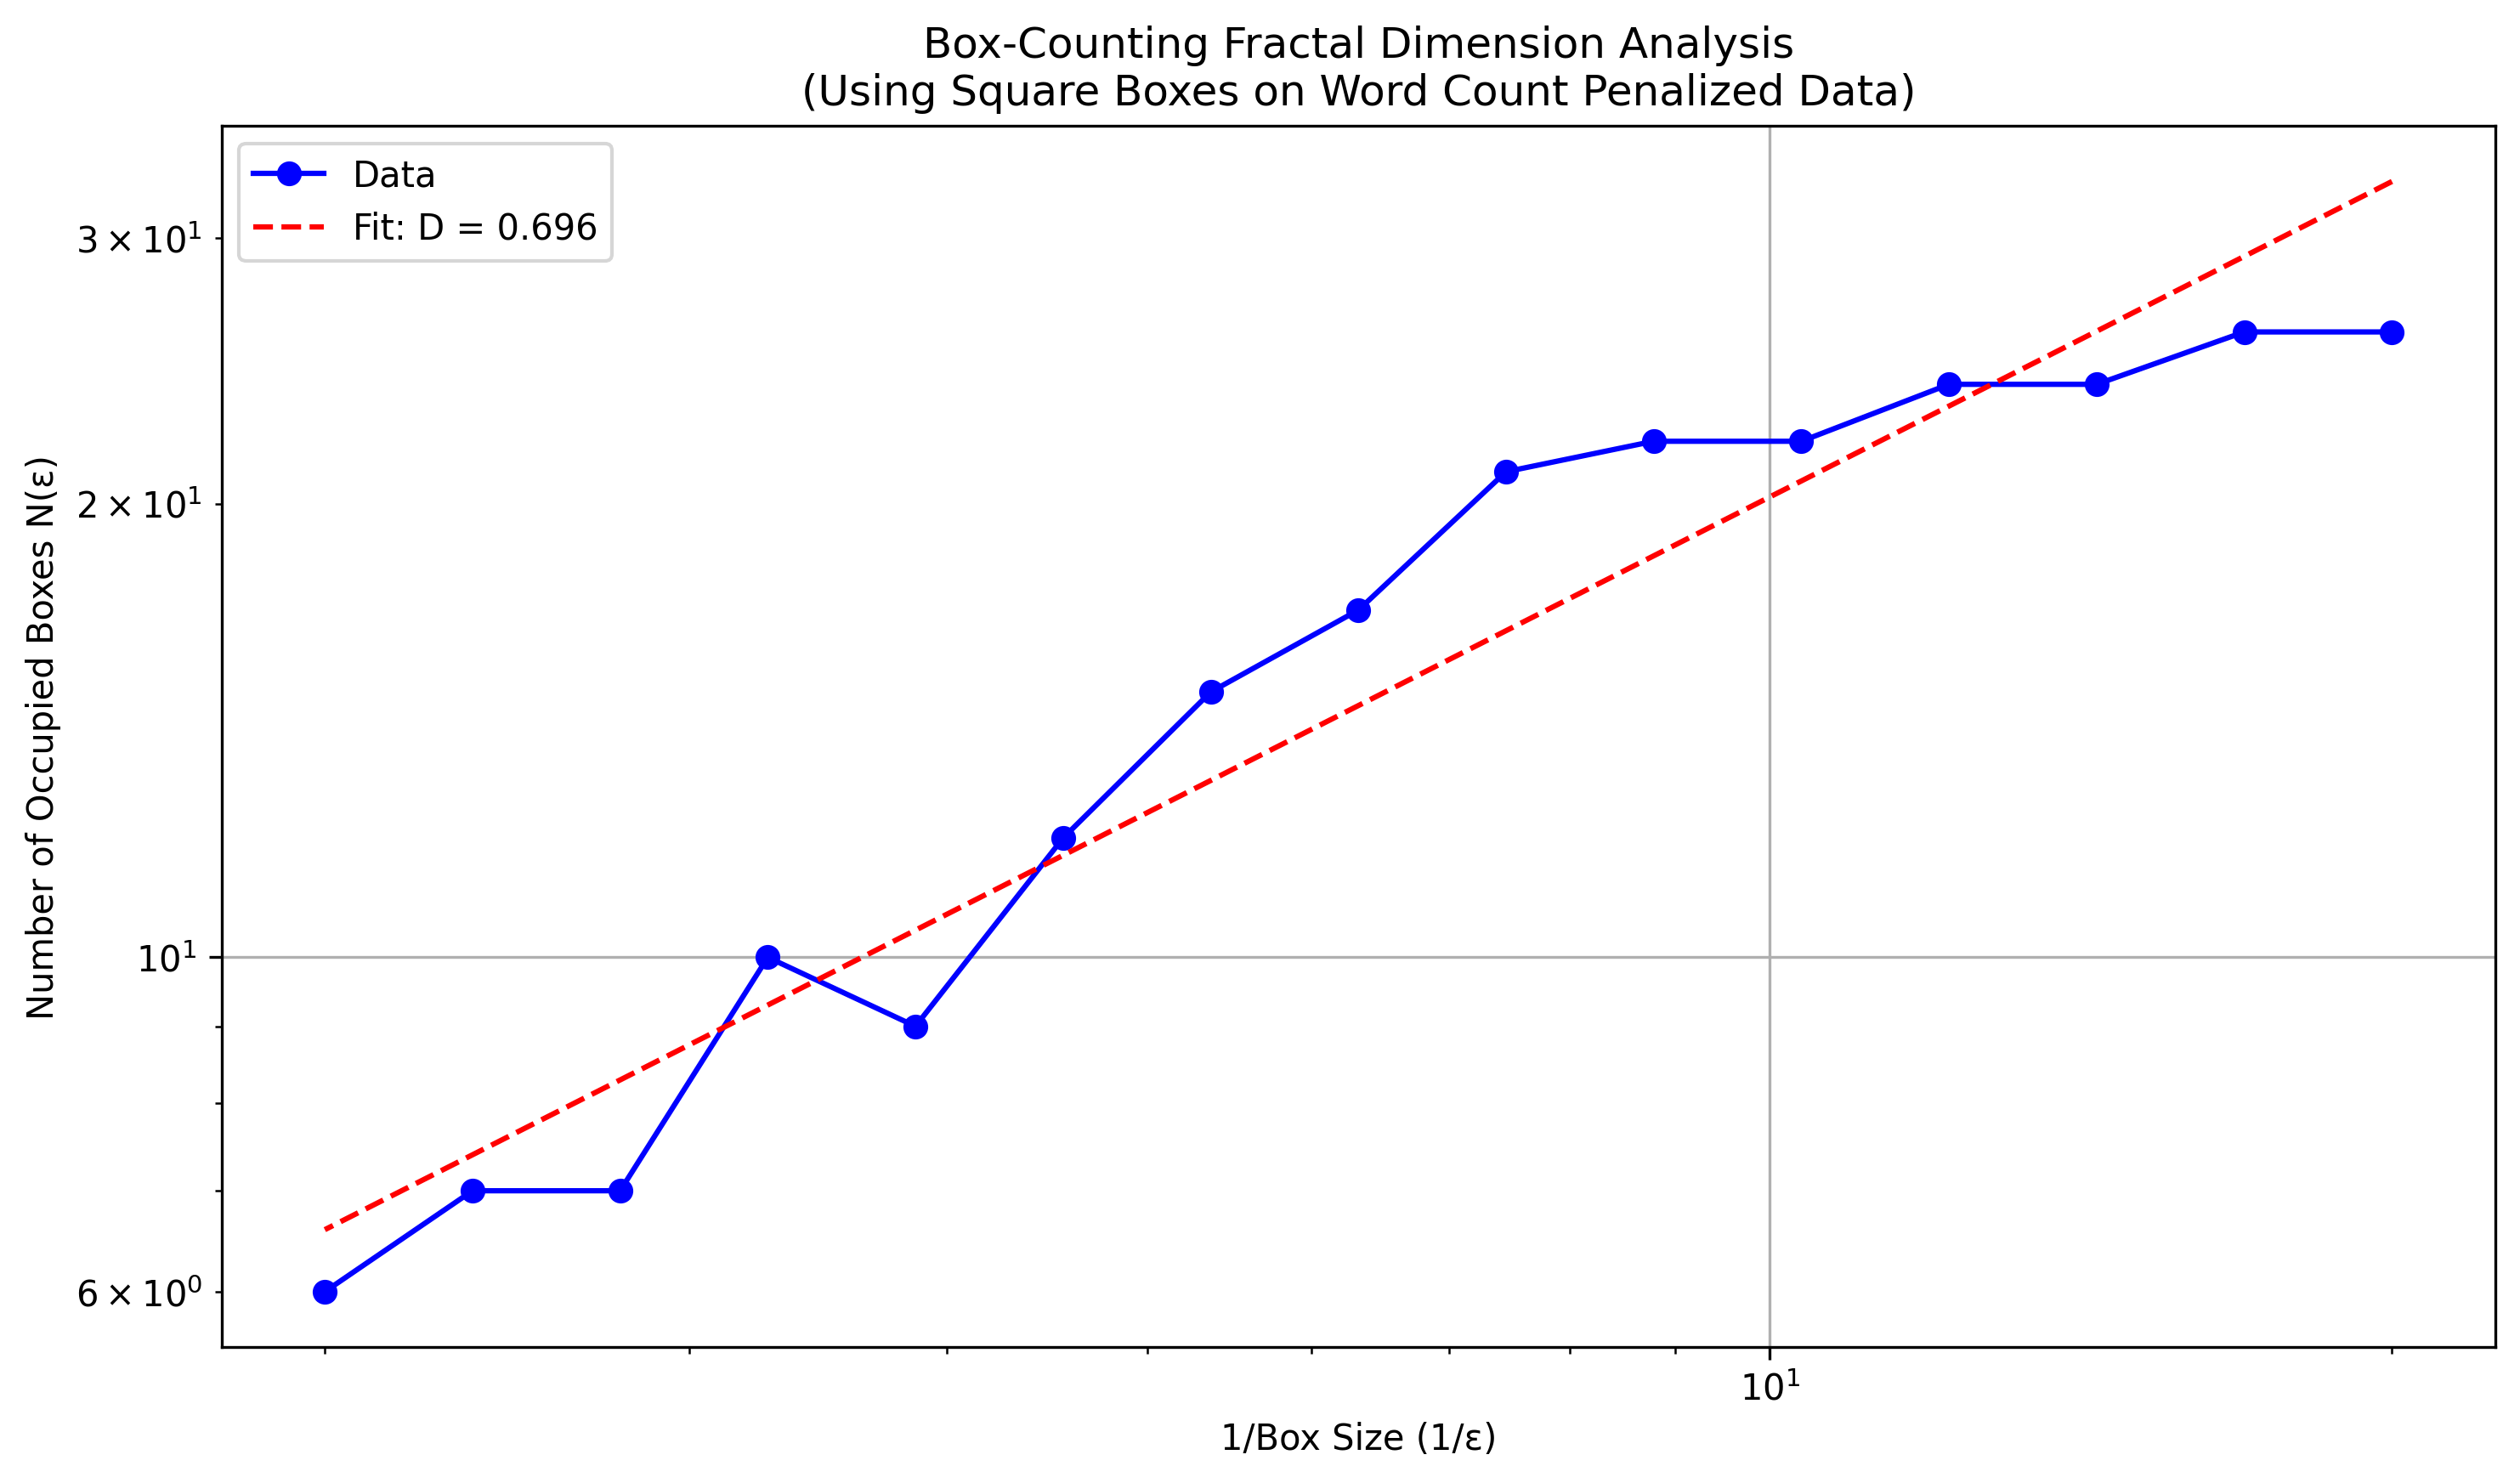 Box-Counting Fractal Dimension Analysis
(Using Square Boxes on Word Count Penalized Data)
Data
Fit: D = 0.696
3 × 10¹
2 × 10¹
10¹
6 × 10⁰
Number of Occupied Boxes N(ε)
10¹
1/Box Size (1/ε)